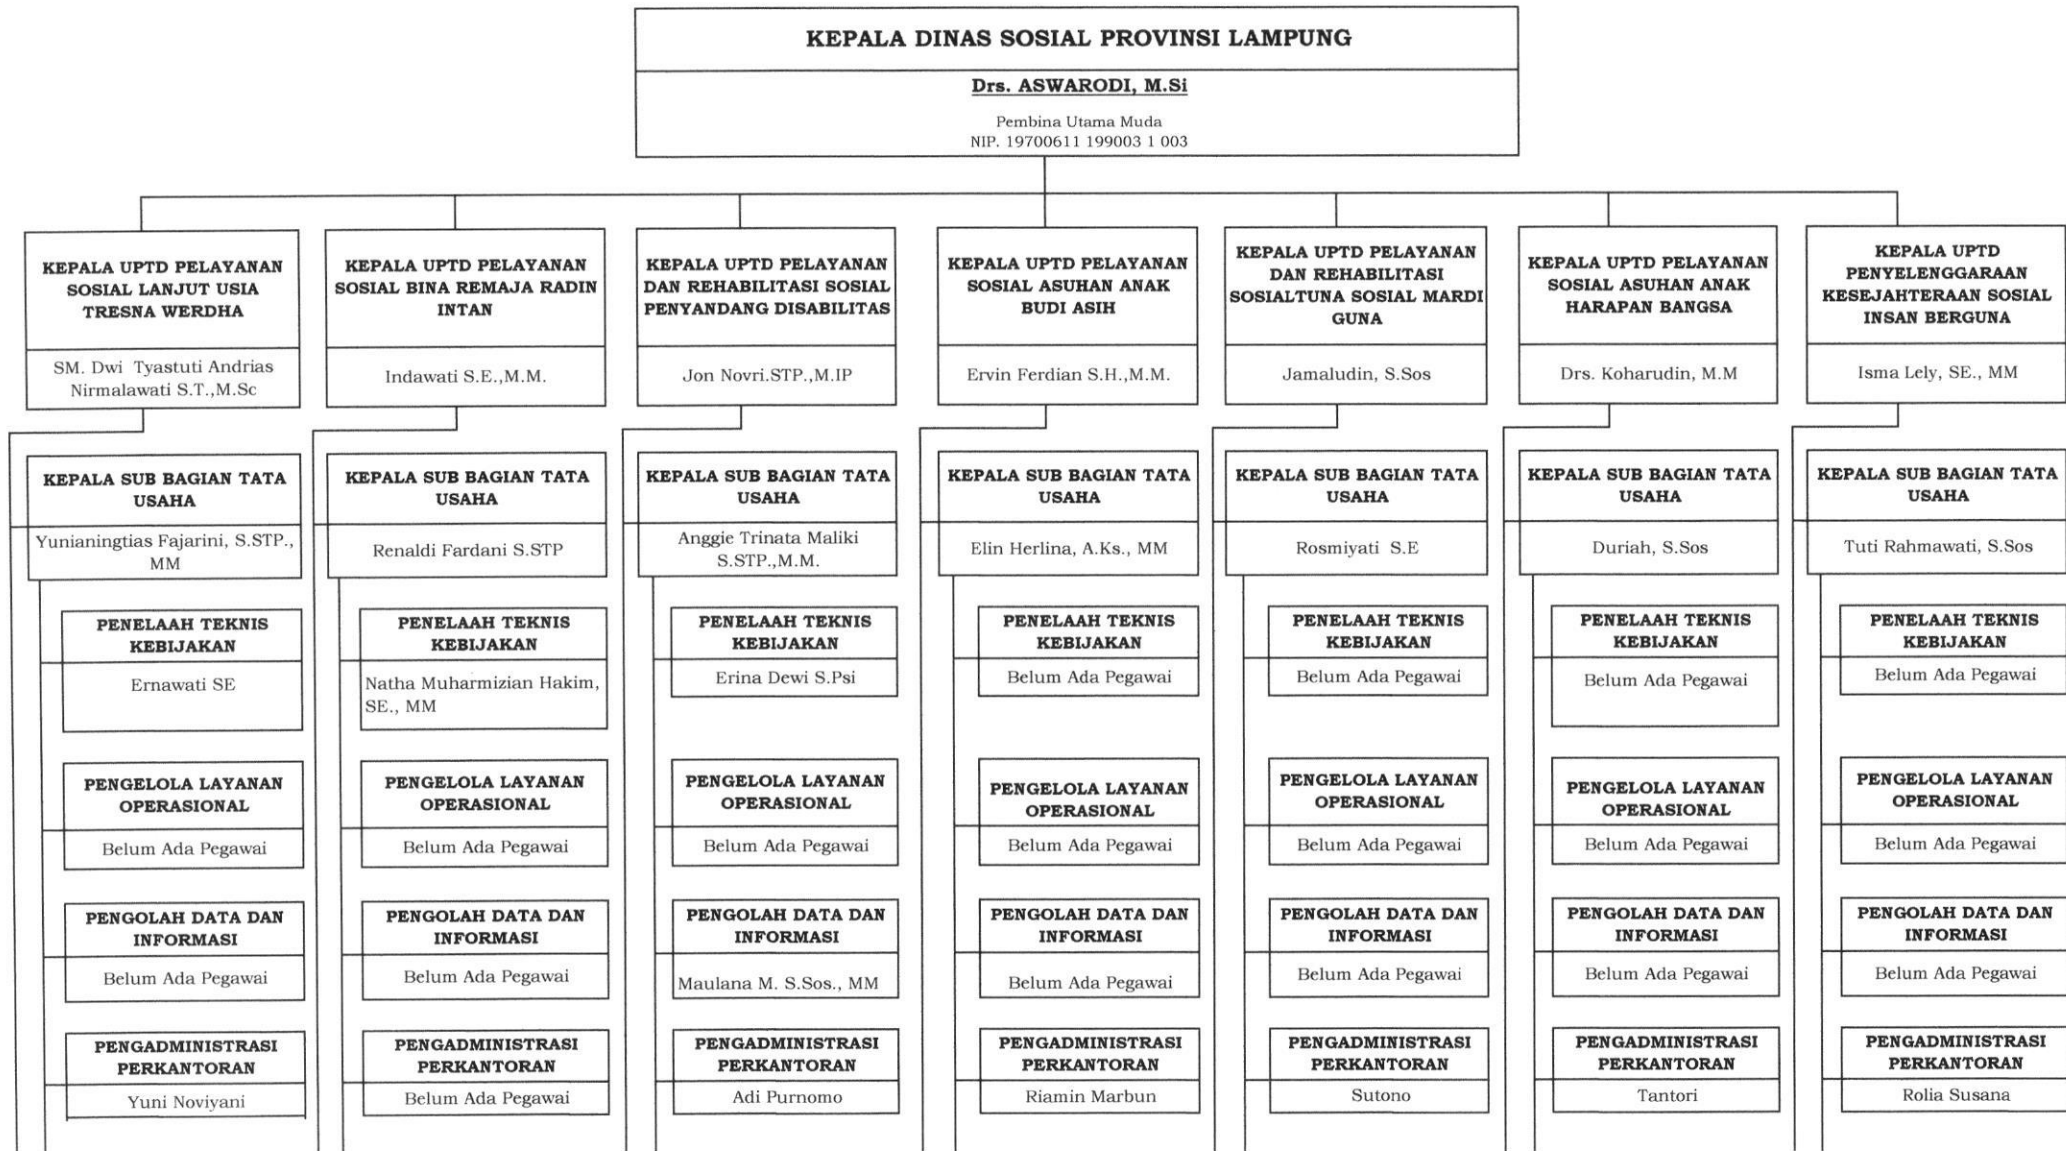 KEPALA DINAS SOSIAL PROVINSI LAMPUNG
Drs. ASWARODI, M.Si
Pembina Utama Muda
NIP. 19700611 199003 1 003
KEPALA UPTD PELAYANAN
SOSIAL LANJUT USIA
TRESNA WERDHA
SM. Dwi Tyastuti Andrias
Nirmalawati S.T.,M.Sc
KEPALA SUB BAGIAN TATA
USAHA
Yunianingtias Fajarini, S.STP.,
MM
PENELAAH TEKNIS
KEBIJAKAN
Ernawati SE
PENGELOLA LAYANAN
OPERASIONAL
Belum Ada Pegawai
PENGOLAH DATA DAN
INFORMASI
Belum Ada Pegawai
PENGADMINISTRASI
PERKANTORAN
Yuni Noviyani
KEPALA UPTD PELAYANAN
SOSIAL BINA REMAJA RADIN
INTAN
Indawati S.E.,M.M.
KEPALA SUB BAGIAN TATA
USAHA
Renaldi Fardani S.STP
PENELAAH TEKNIS
KEBIJAKAN
Natha Muharmizian Hakim,
SE., MM
PENGELOLA LAYANAN
OPERASIONAL
Belum Ada Pegawai
PENGOLAH DATA DAN
INFORMASI
Belum Ada Pegawai
PENGADMINISTRASI
PERKANTORAN
Belum Ada Pegawai
KEPALA UPTD PELAYANAN
DAN REHABILITASI SOSIAL
PENYANDANG DISABILITAS
Jon Novri.STP.,M.IP
KEPALA SUB BAGIAN TATA
USAHA
Anggie Trinata Maliki
S.STP.,M.M.
PENELAAH TEKNIS
KEBIJAKAN
Erina Dewi S.Psi
PENGELOLA LAYANAN
OPERASIONAL
Belum Ada Pegawai
PENGOLAH DATA DAN
INFORMASI
Maulana M. S.Sos., MM
PENGADMINISTRASI
PERKANTORAN
Adi Purnomo
KEPALA UPTD PELAYANAN
SOSIAL ASUHAN ANAK
BUDI ASIH
Ervin Ferdian S.H.,M.M.
KEPALA SUB BAGIAN TATA
USAHA
Elin Herlina, A.Ks., MM
PENELAAH TEKNIS
KEBIJAKAN
Belum Ada Pegawai
PENGELOLA LAYANAN
OPERASIONAL
Belum Ada Pegawai
PENGOLAH DATA DAN
INFORMASI
Belum Ada Pegawai
PENGADMINISTRASI
PERKANTORAN
Riamin Marbun
KEPALA UPTD PELAYANAN
DAN REHABILITASI
SOSIALTUNA SOSIAL MARDI
GUNA
Jamaludin, S.Sos
KEPALA SUB BAGIAN TATA
USAHA
Rosmiyati S.E
PENELAAH TEKNIS
KEBIJAKAN
Belum Ada Pegawai
PENGELOLA LAYANAN
OPERASIONAL
Belum Ada Pegawai
PENGOLAH DATA DAN
INFORMASI
Belum Ada Pegawai
PENGADMINISTRASI
PERKANTORAN
Sutono
KEPALA UPTD PELAYANAN
SOSIAL ASUHAN ANAK
HARAPAN BANGSA
Drs. Koharudin, M.M
KEPALA SUB BAGIAN TATA
USAHA
Duriah, S.Sos
PENELAAH TEKNIS
KEBIJAKAN
Belum Ada Pegawai
PENGELOLA LAYANAN
OPERASIONAL
Belum Ada Pegawai
PENGOLAH DATA DAN
INFORMASI
Belum Ada Pegawai
PENGADMINISTRASI
PERKANTORAN
Tantori
KEPALA UPTD
PENYELENGGARAAN
KESEJAHTERAAN SOSIAL
INSAN BERGUNA
Isma Lely, SE., MM
KEPALA SUB BAGIAN TATA
USAHA
Tuti Rahmawati, S.Sos
PENELAAH TEKNIS
KEBIJAKAN
Belum Ada Pegawai
PENGELOLA LAYANAN
OPERASIONAL
Belum Ada Pegawai
PENGOLAH DATA DAN
INFORMASI
Belum Ada Pegawai
PENGADMINISTRASI
PERKANTORAN
Rolia Susana